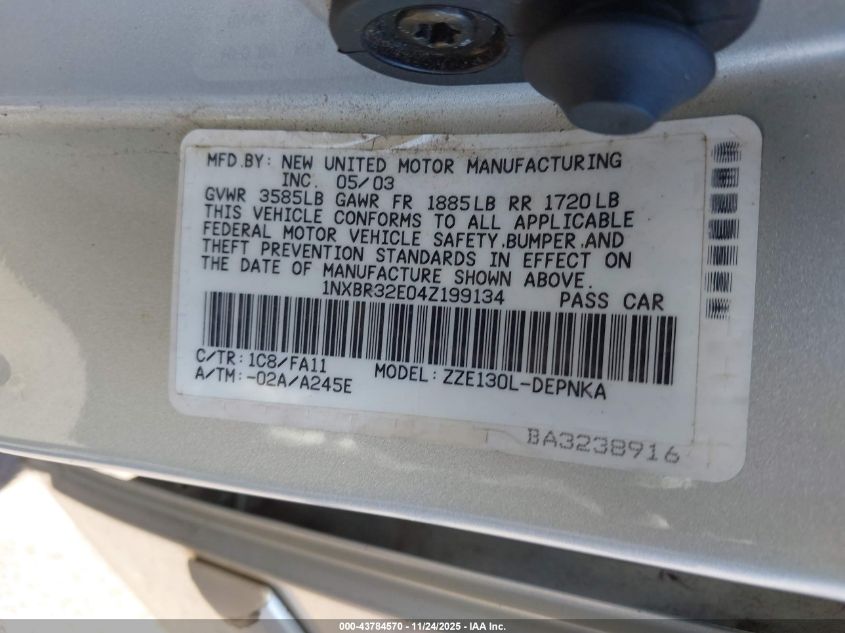 MFD.BY: NEW UNITED MOTOR MANUFACTURING
INC. 05/03
GVWR 3585LB GAWR FR 1885LB RR 1720LB
THIS VEHICLE CONFORMS TO ALL APPLICABLE
FEDERAL MOTOR VEHICLE SAFETY,BUMPER,AND
THEFT PREVENTION STANDARDS IN EFFECT ON
THE DATE OF MANUFACTURE SHOWN ABOVE.
1NXBR32E04Z199134 PASS CAR
C/TR:1C8/FA11
A/TM:-02A/A245E MODEL:ZZE130L-DEPNKA
BA3238916
000-43784570 - 11/24/2025 - IAA Inc.